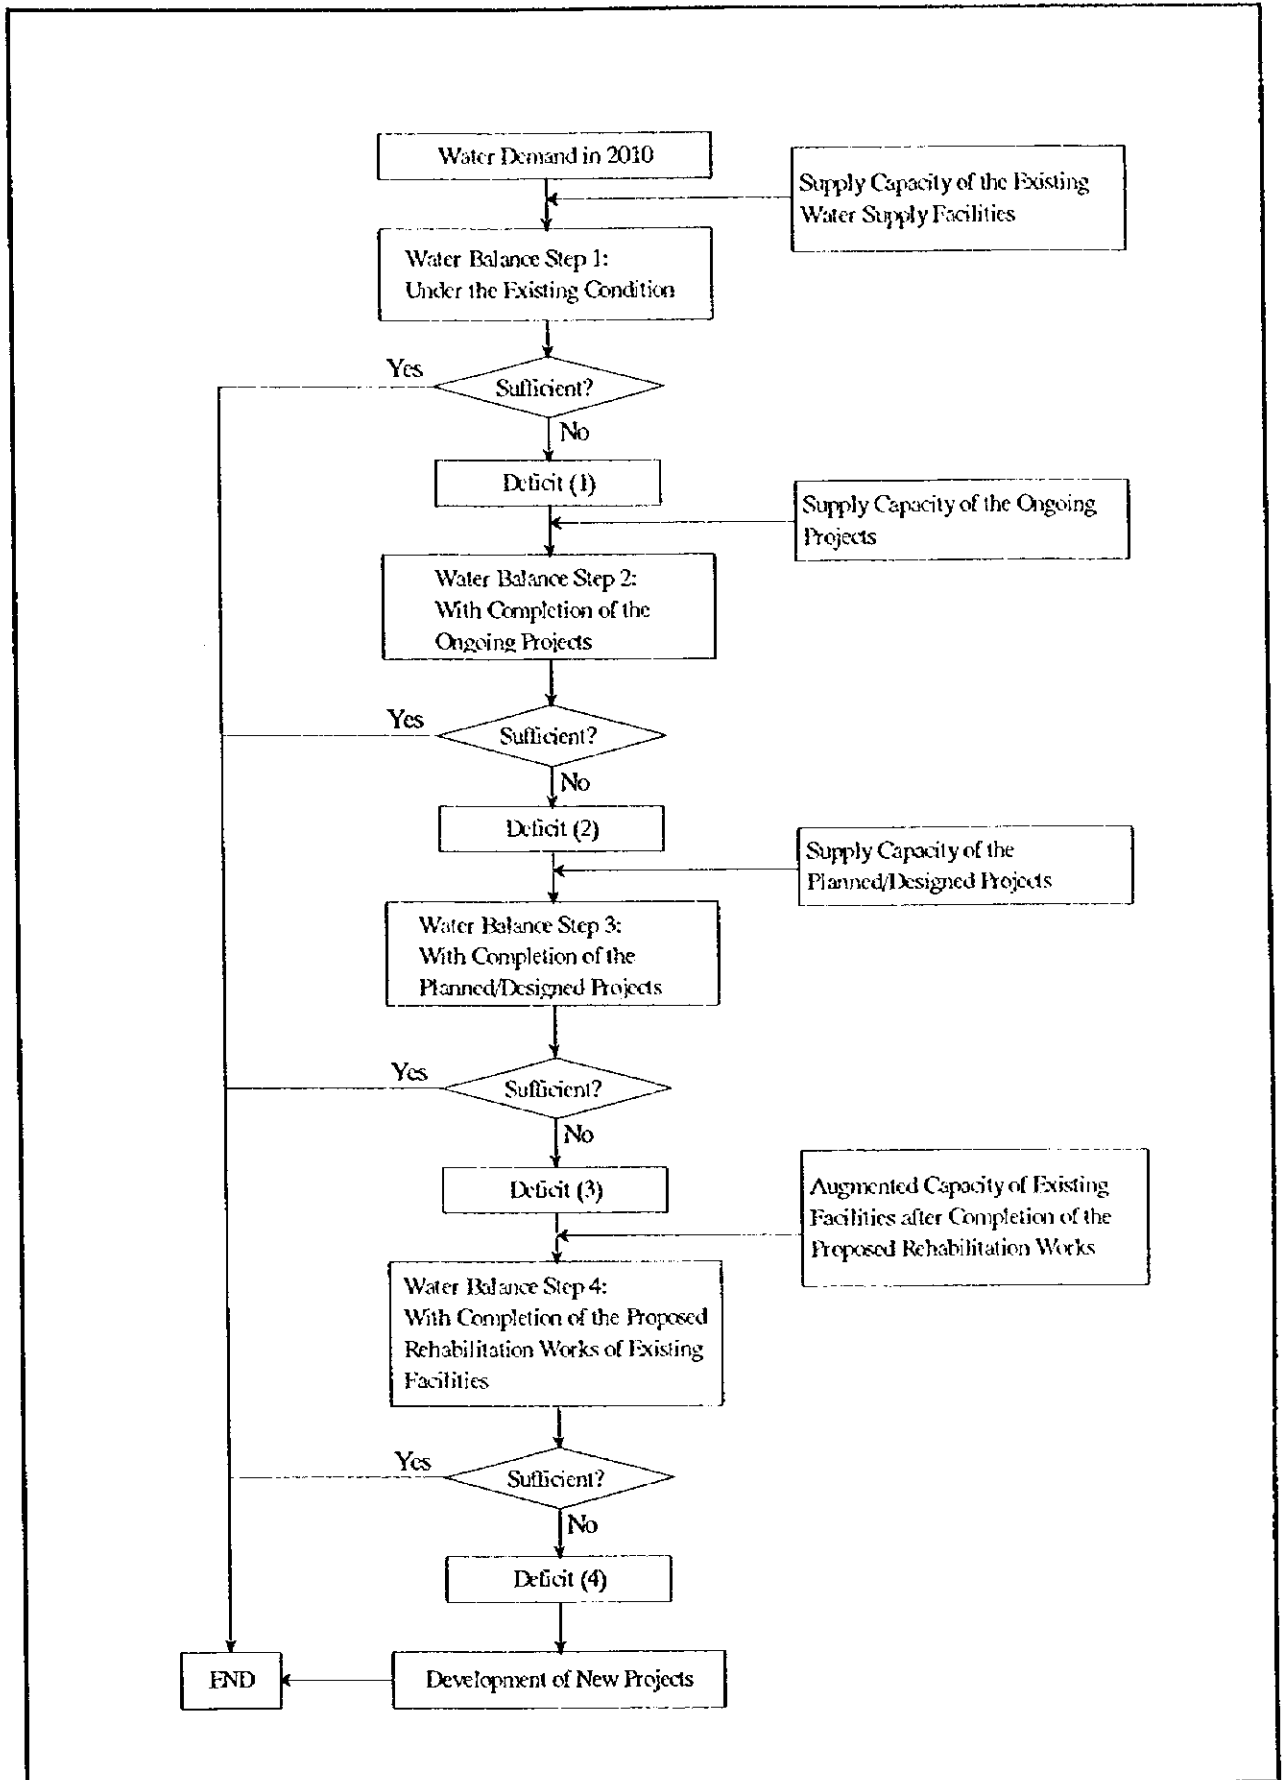 Water Demand in 2010
Supply Capacity of the Existing
Water Supply Facilities
Water Balance Step 1:
Under the Existing Condition
Yes
Sufficient?
No
Deficit (1)
Supply Capacity of the Ongoing
Projects
Water Balance Step 2:
With Completion of the
Ongoing Projects
Yes
Sufficient?
No
Deficit (2)
Supply Capacity of the
Planned/Designed Projects
Water Balance Step 3:
With Completion of the
Planned/Designed Projects
Yes
Sufficient?
No
Deficit (3)
Augmented Capacity of Existing
Facilities after Completion of the
Proposed Rehabilitation Works
Water Balance Step 4:
With Completion of the Proposed
Rehabilitation Works of Existing
Facilities
Yes
Sufficient?
No
Deficit (4)
END
Development of New Projects